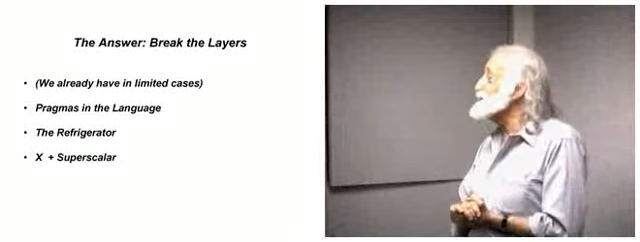 The Answer: Break the Layers
• (We already have in limited cases)
• Pragmas in the Language
• The Refrigerator
• X + Superscalar